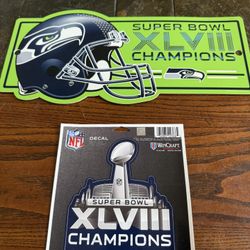 SUPER BOWL
XLVIII
CHAMPIONS
NFL
DECAL
WINCRAFT
SUPER BOWL
XLVIII
CHAMPIONS